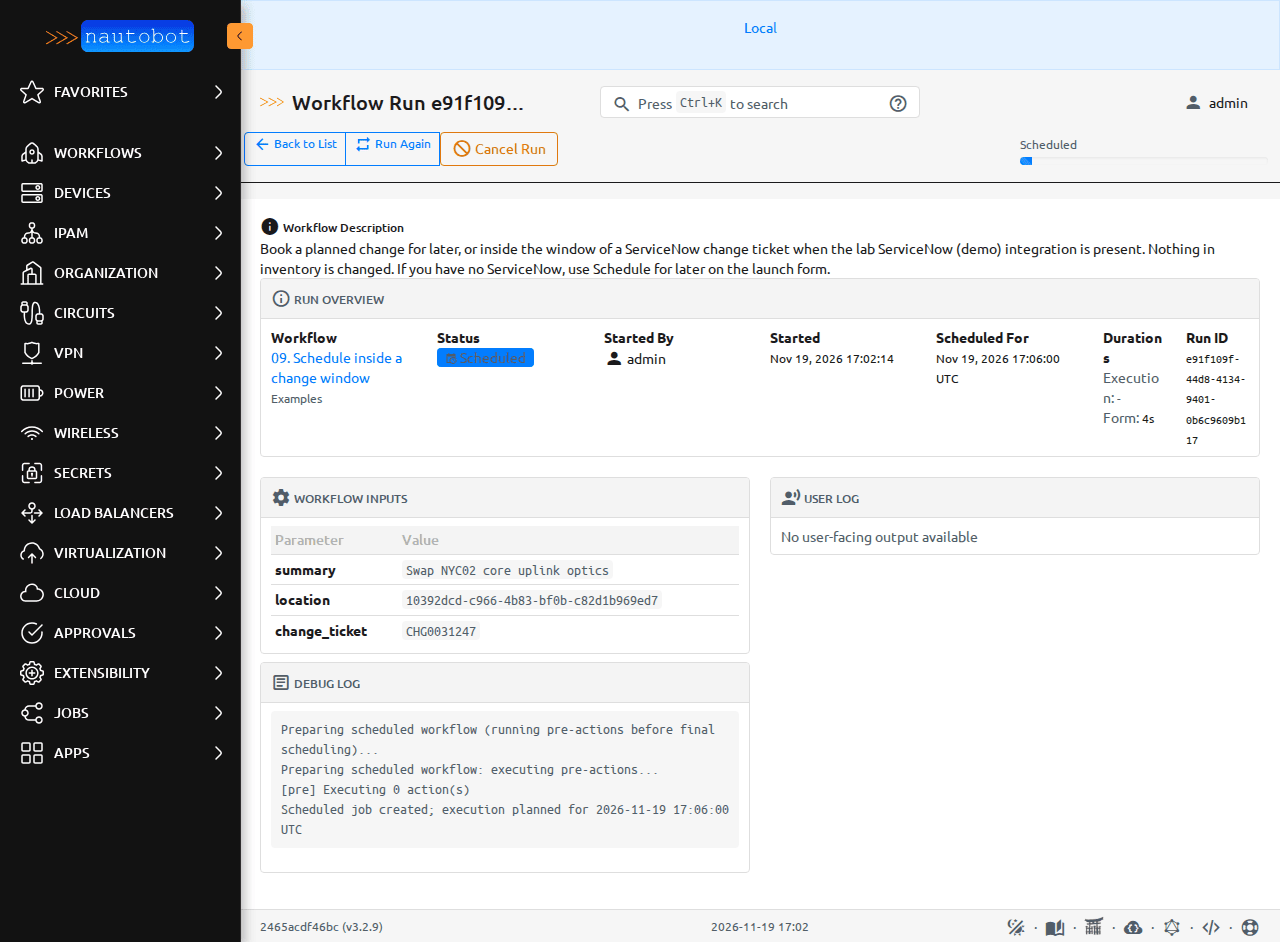 nautobot
FAVORITES
WORKFLOWS
DEVICES
IPAM
ORGANIZATION
CIRCUITS
VPN
POWER
WIRELESS
SECRETS
LOAD BALANCERS
VIRTUALIZATION
CLOUD
APPROVALS
EXTENSIBILITY
JOBS
APPS
Local
>>> Workflow Run e91f109...
Press Ctrl+K to search
admin
Back to List
Run Again
Cancel Run
Scheduled
Workflow Description
Book a planned change for later, or inside the window of a ServiceNow change ticket when the lab ServiceNow (demo) integration is present. Nothing in
inventory is changed. If you have no ServiceNow, use Schedule for later on the launch form.
RUN OVERVIEW
Workflow
09. Schedule inside a
change window
Examples
Status
Scheduled
Started By
admin
Started
Nov 19, 2026 17:02:14
Scheduled For
Nov 19, 2026 17:06:00
UTC
Duration
s
Executio
n: -
Form: 4s
Run ID
e91f109f-
44d8-4134-
9401-
0b6c9609b1
17
WORKFLOW INPUTS
Parameter Value
summary Swap NYC02 core uplink optics
location 10392dcd-c966-4b83-bf0b-c82d1b969ed7
change_ticket CHG0031247
USER LOG
No user-facing output available
DEBUG LOG
Preparing scheduled workflow (running pre-actions before final
scheduling)...
Preparing scheduled workflow: executing pre-actions...
[pre] Executing 0 action(s)
Scheduled job created; execution planned for 2026-11-19 17:06:00
UTC
2465acdf46bc (v3.2.9)
2026-11-19 17:02